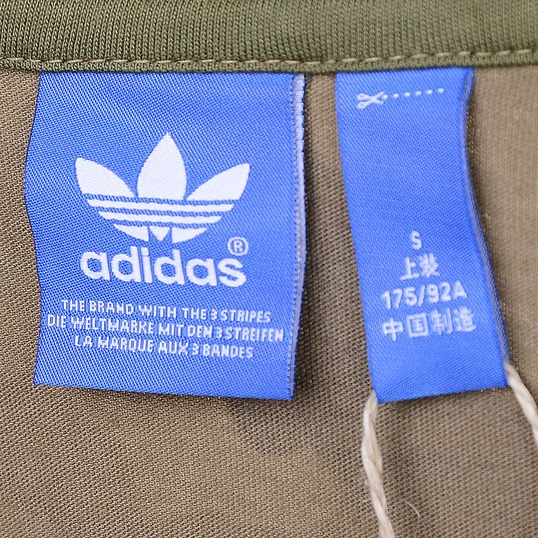 adidas®
THE BRAND WITH THE 3 STRIPES
DIE WELTMARKE MIT DEN 3 STREIFEN
LA MARQUE AUX 3 BANDES
S
上装
175/92A
中国制造